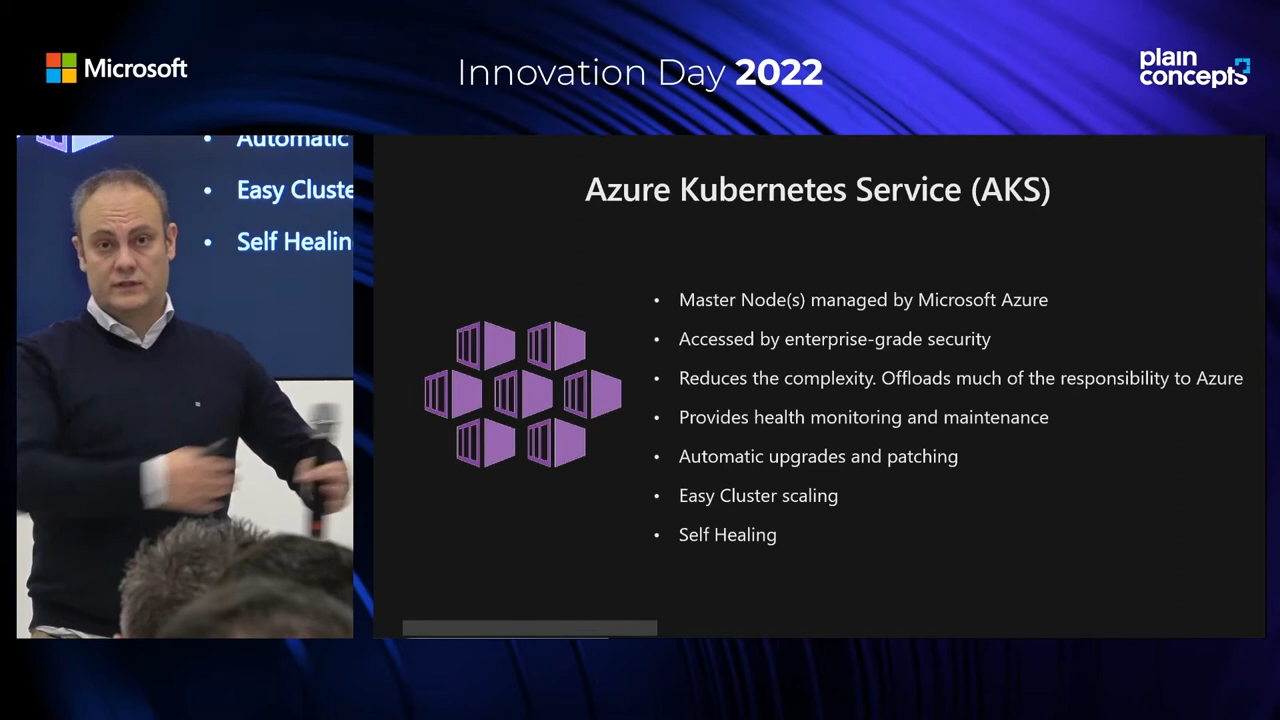 Microsoft
Innovation Day 2022
plain
concepts
Automatic
Easy Cluste
Self Healin
Azure Kubernetes Service (AKS)
• Master Node(s) managed by Microsoft Azure
• Accessed by enterprise-grade security
• Reduces the complexity. Offloads much of the responsibility to Azure
• Provides health monitoring and maintenance
• Automatic upgrades and patching
• Easy Cluster scaling
• Self Healing